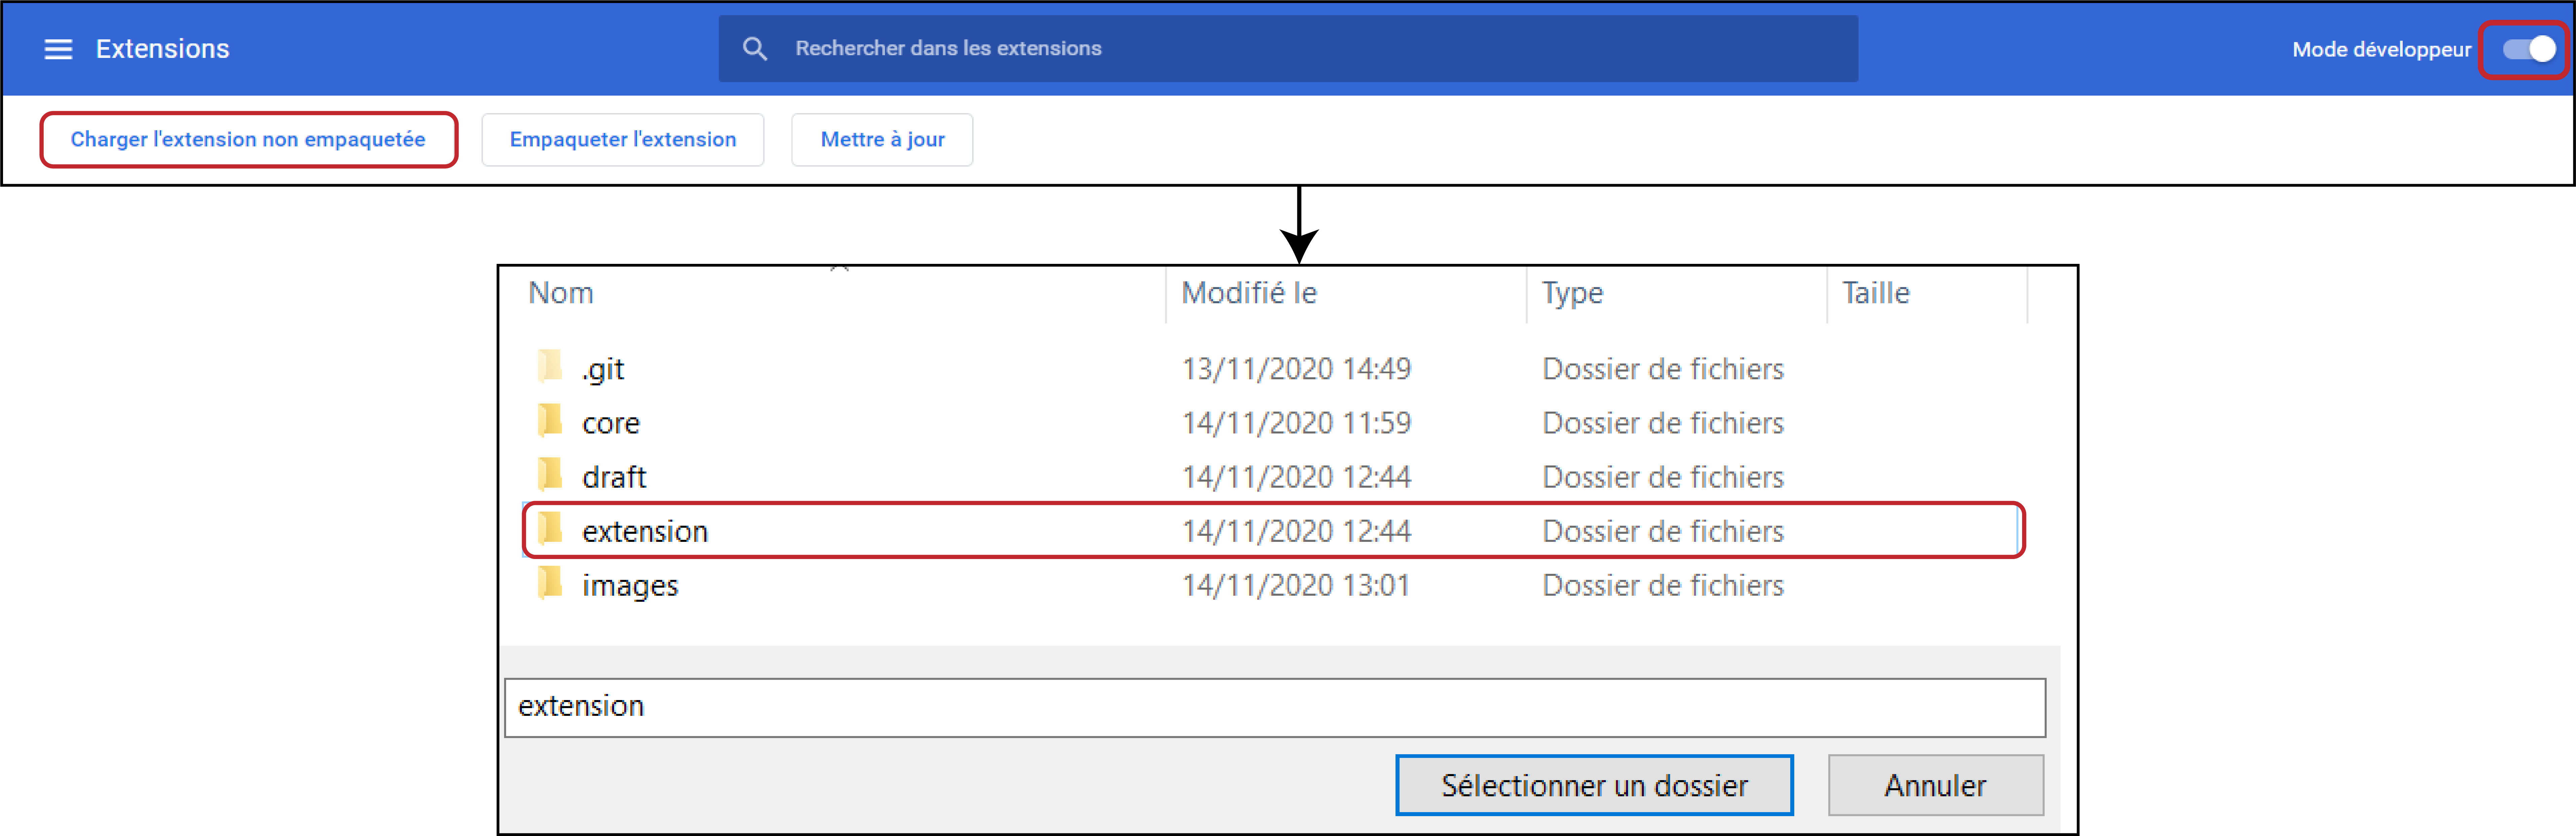 Extensions
Rechercher dans les extensions
Mode développeur
Charger l'extension non empaquetée
Empaqueter l'extension
Mettre à jour
Nom Modifié le Type Taille
.git 13/11/2020 14:49 Dossier de fichiers
core 14/11/2020 11:59 Dossier de fichiers
draft 14/11/2020 12:44 Dossier de fichiers
extension 14/11/2020 12:44 Dossier de fichiers
images 14/11/2020 13:01 Dossier de fichiers
extension
Sélectionner un dossier
Annuler